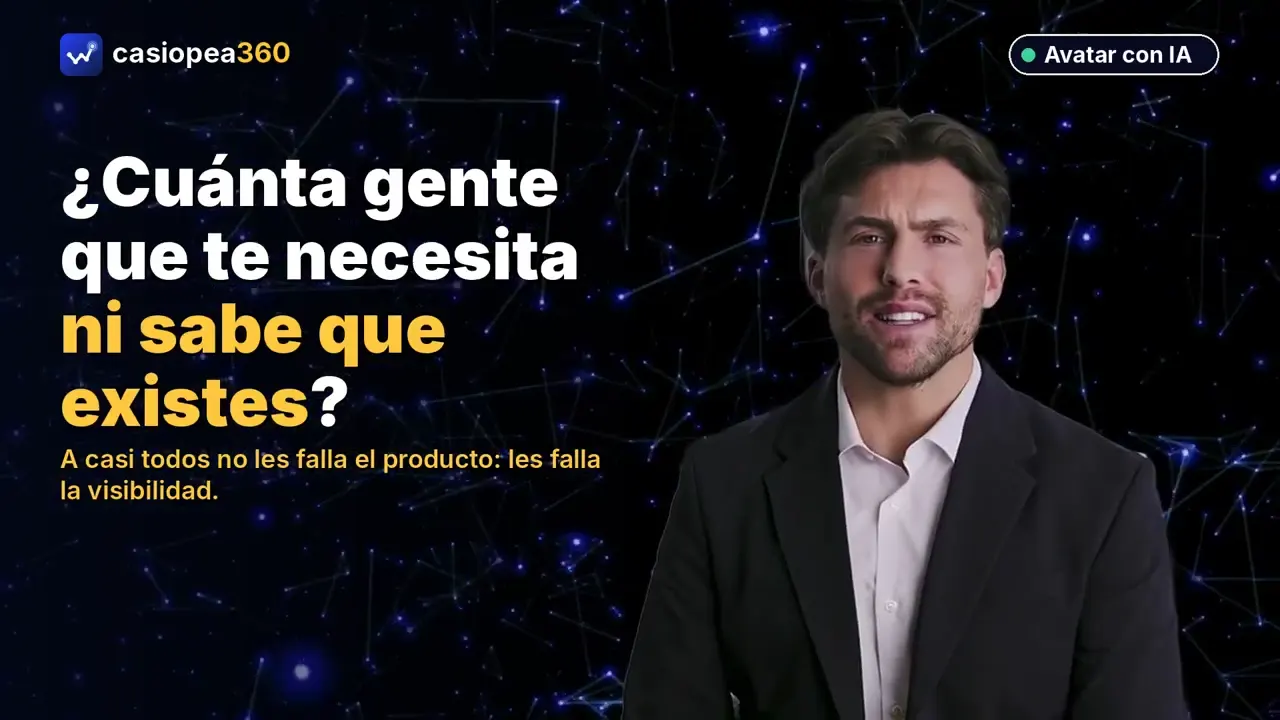 casiopea360
Avatar con IA
¿Cuánta gente
que te necesita
ni sabe que
existes?
A casi todos no les falla el producto: les falla
la visibilidad.